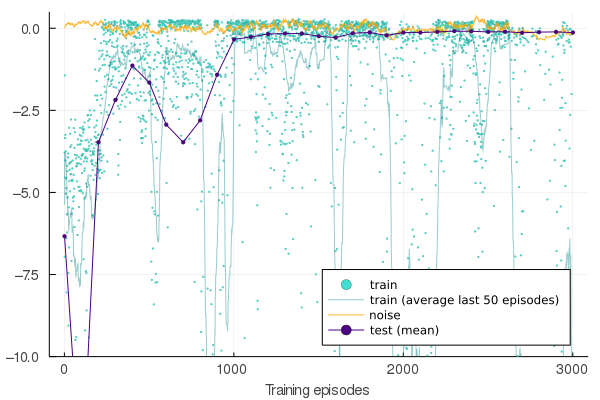 0.0
−2.5
−5.0
−7.5
−10.0
train
train (average last 50 episodes)
noise
test (mean)
0
1000
2000
3000
Training episodes